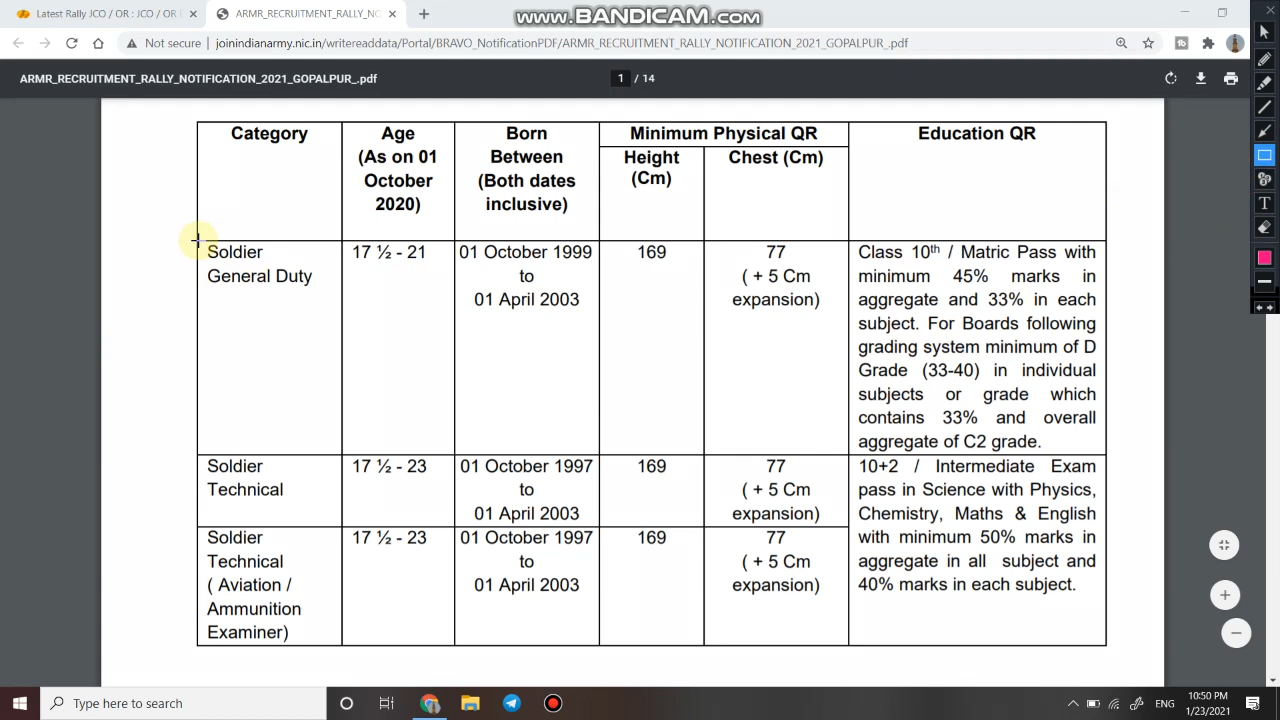 Latest Rally JCO / OR : JCO / OR
ARMR_RECRUITMENT_RALLY_NO
www.BANDICAM.com
Not secure | joinindianarmy.nic.in/writereaddata/Portal/BRAVO_NotificationPDF/ARMR_RECRUITMENT_RALLY_NOTIFICATION_2021_GOPALPUR_.pdf
ARMR_RECRUITMENT_RALLY_NOTIFICATION_2021_GOPALPUR_.pdf
1 / 14
Category
Age
(As on 01
October
2020)
Born
Between
(Both dates
inclusive)
Minimum Physical QR
Height
(Cm)
Chest (Cm)
Education QR
Soldier
General Duty
17 ½ - 21
01 October 1999
to
01 April 2003
169
77
( + 5 Cm
expansion)
Class 10th / Matric Pass with
minimum 45% marks in
aggregate and 33% in each
subject. For Boards following
grading system minimum of D
Grade (33-40) in individual
subjects or grade which
contains 33% and overall
aggregate of C2 grade.
Soldier
Technical
17 ½ - 23
01 October 1997
to
01 April 2003
169
77
( + 5 Cm
expansion)
10+2 / Intermediate Exam
pass in Science with Physics,
Chemistry, Maths & English
with minimum 50% marks in
aggregate in all subject and
40% marks in each subject.
Soldier
Technical
( Aviation /
Ammunition
Examiner)
17 ½ - 23
01 October 1997
to
01 April 2003
169
77
( + 5 Cm
expansion)
Type here to search
ENG
10:50 PM
1/23/2021